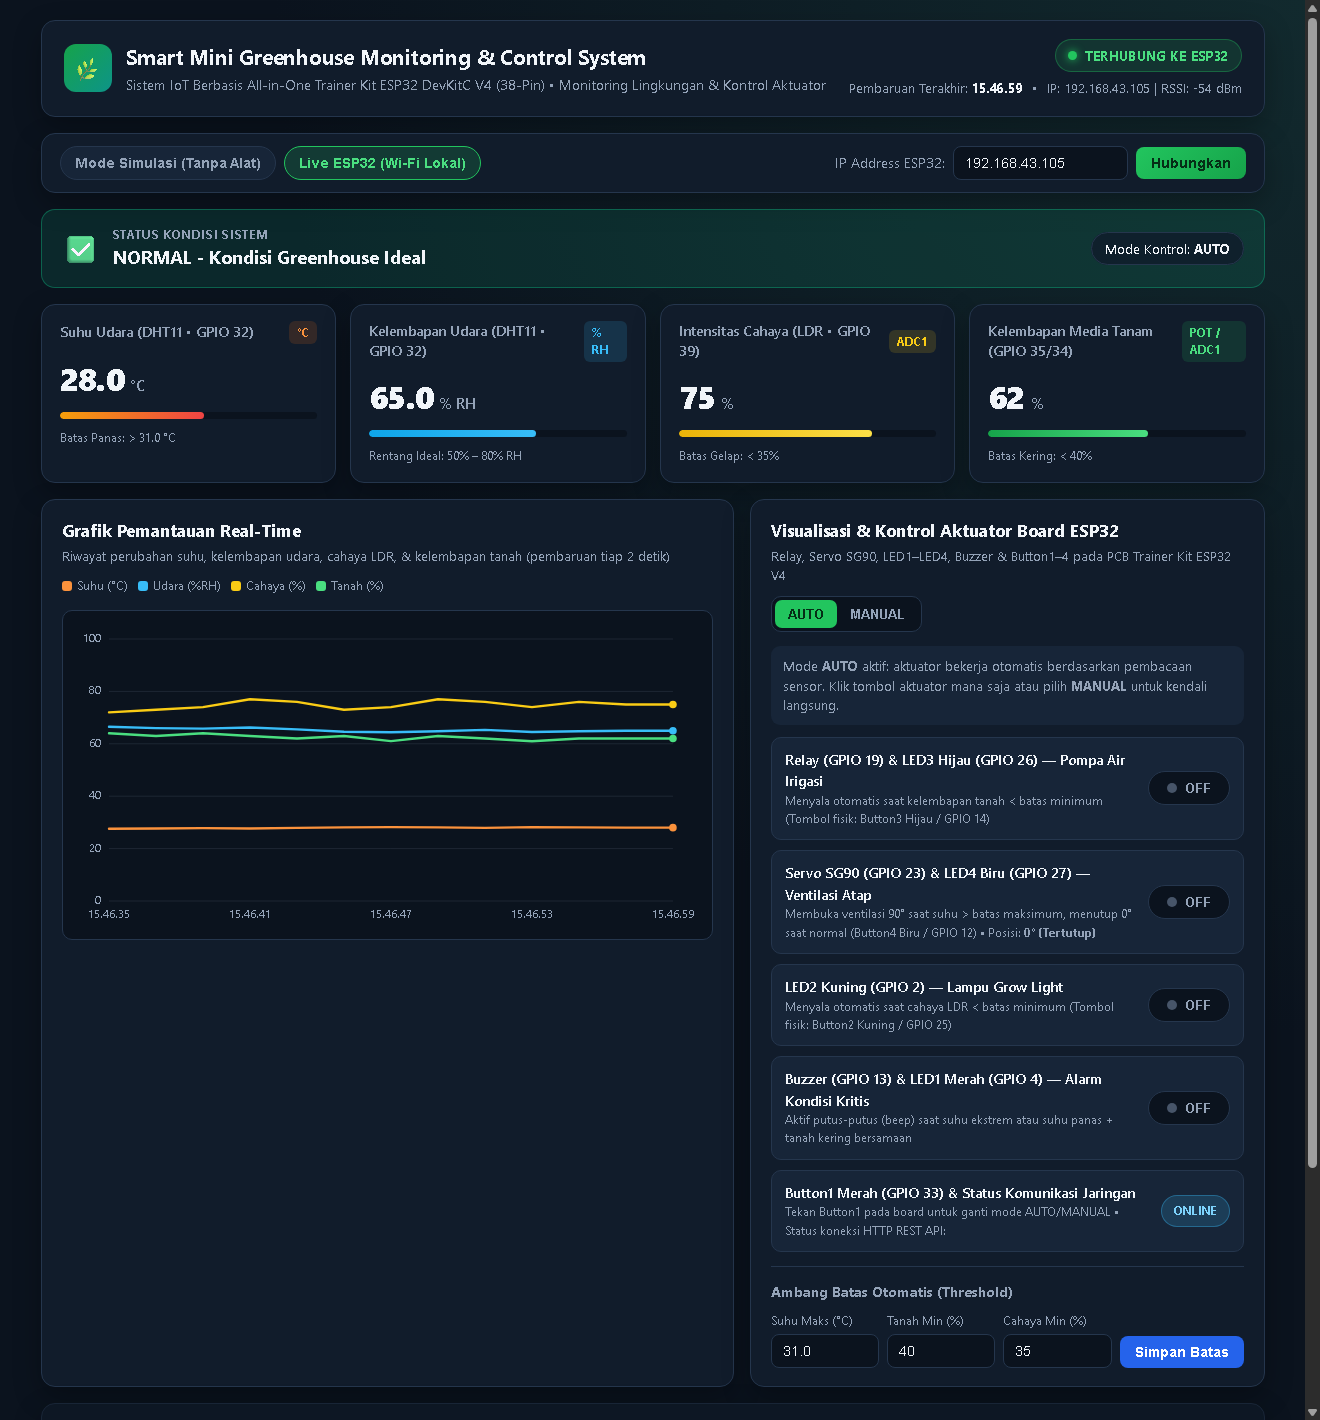 Smart Mini Greenhouse Monitoring & Control System
Sistem IoT Berbasis All-in-One Trainer Kit ESP32 DevKitC V4 (38-Pin) • Monitoring Lingkungan & Kontrol Aktuator
TERHUBUNG KE ESP32
Pembaruan Terakhir: 15.46.59 • IP: 192.168.43.105 | RSSI: -54 dBm
Mode Simulasi (Tanpa Alat)
Live ESP32 (Wi-Fi Lokal)
IP Address ESP32:
192.168.43.105
Hubungkan
STATUS KONDISI SISTEM
NORMAL - Kondisi Greenhouse Ideal
Mode Kontrol: AUTO
Suhu Udara (DHT11 • GPIO 32)
°C
28.0 °C
Batas Panas: > 31.0 °C
Kelembapan Udara (DHT11 •
GPIO 32)
%
RH
65.0 % RH
Rentang Ideal: 50% – 80% RH
Intensitas Cahaya (LDR • GPIO
39)
ADC1
75 %
Batas Gelap: < 35%
Kelembapan Media Tanam
(GPIO 35/34)
POT /
ADC1
62 %
Batas Kering: < 40%
Grafik Pemantauan Real-Time
Riwayat perubahan suhu, kelembapan udara, cahaya LDR, & kelembapan tanah (pembaruan tiap 2 detik)
Suhu (°C)
Udara (%RH)
Cahaya (%)
Tanah (%)
100
80
60
40
20
0
15.46.35
15.46.41
15.46.47
15.46.53
15.46.59
Visualisasi & Kontrol Aktuator Board ESP32
Relay, Servo SG90, LED1–LED4, Buzzer & Button1–4 pada PCB Trainer Kit ESP32
V4
AUTO
MANUAL
Mode AUTO aktif: aktuator bekerja otomatis berdasarkan pembacaan
sensor. Klik tombol aktuator mana saja atau pilih MANUAL untuk kendali
langsung.
Relay (GPIO 19) & LED3 Hijau (GPIO 26) — Pompa Air
Irigasi
Menyala otomatis saat kelembapan tanah < batas minimum
(Tombol fisik: Button3 Hijau / GPIO 14)
OFF
Servo SG90 (GPIO 23) & LED4 Biru (GPIO 27) —
Ventilasi Atap
Membuka ventilasi 90° saat suhu > batas maksimum, menutup 0°
saat normal (Button4 Biru / GPIO 12) • Posisi: 0° (Tertutup)
OFF
LED2 Kuning (GPIO 2) — Lampu Grow Light
Menyala otomatis saat cahaya LDR < batas minimum (Tombol
fisik: Button2 Kuning / GPIO 25)
OFF
Buzzer (GPIO 13) & LED1 Merah (GPIO 4) — Alarm
Kondisi Kritis
Aktif putus-putus (beep) saat suhu ekstrem atau suhu panas +
tanah kering bersamaan
OFF
Button1 Merah (GPIO 33) & Status Komunikasi Jaringan
Tekan Button1 pada board untuk ganti mode AUTO/MANUAL •
Status koneksi HTTP REST API:
ONLINE
Ambang Batas Otomatis (Threshold)
Suhu Maks (°C)
Tanah Min (%)
Cahaya Min (%)
31.0
40
35
Simpan Batas